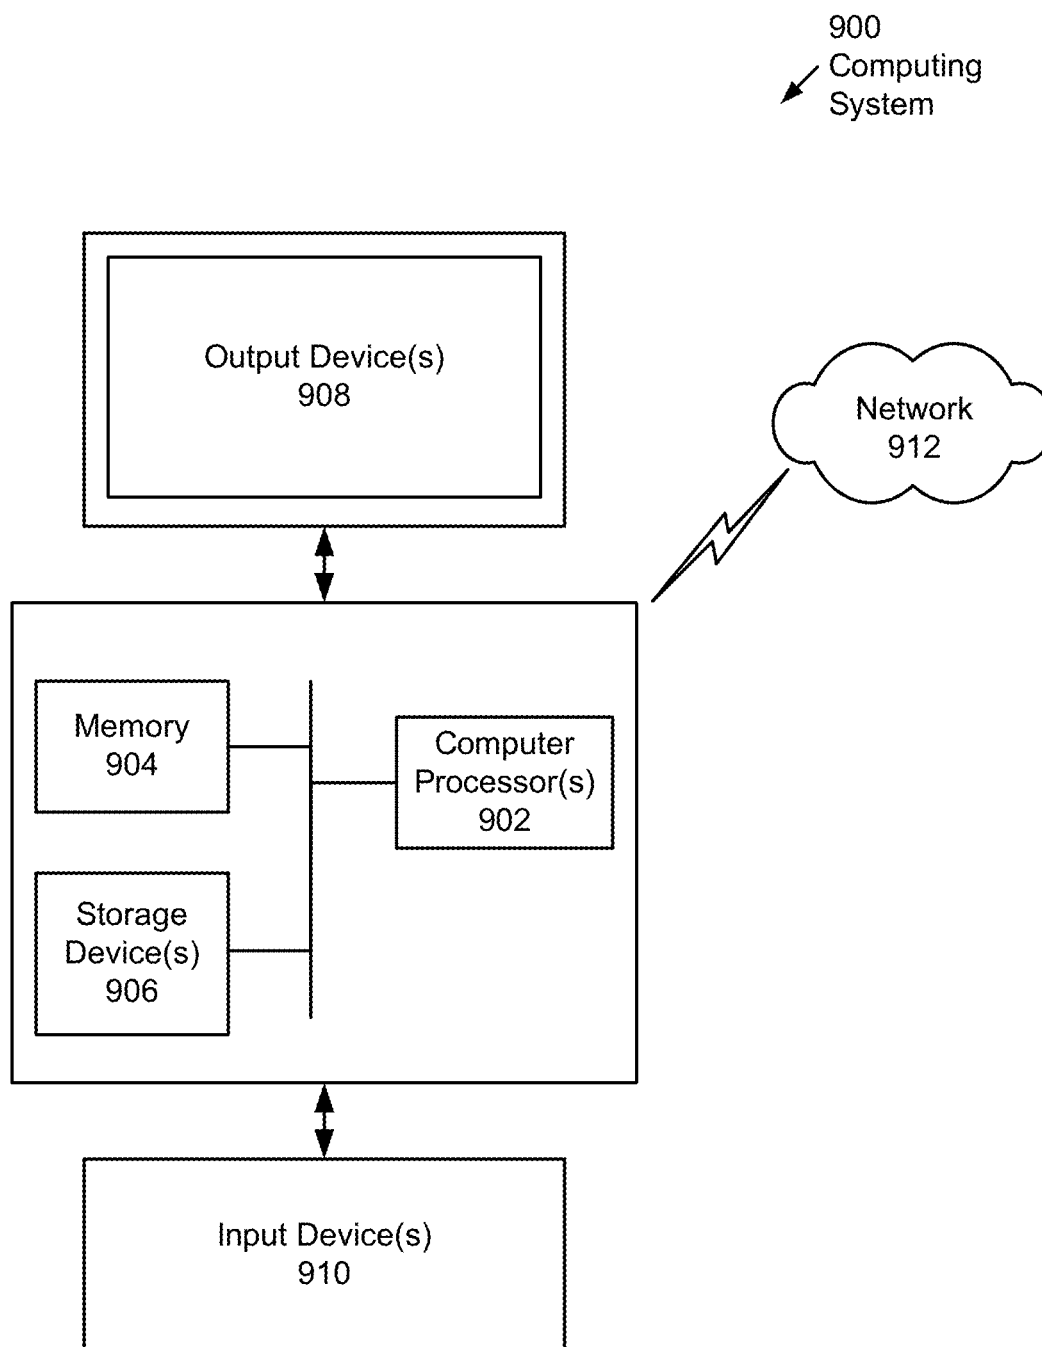 900
Computing
System
Output Device(s)
908
Network
912
Memory
904
Computer
Processor(s)
902
Storage
Device(s)
906
Input Device(s)
910